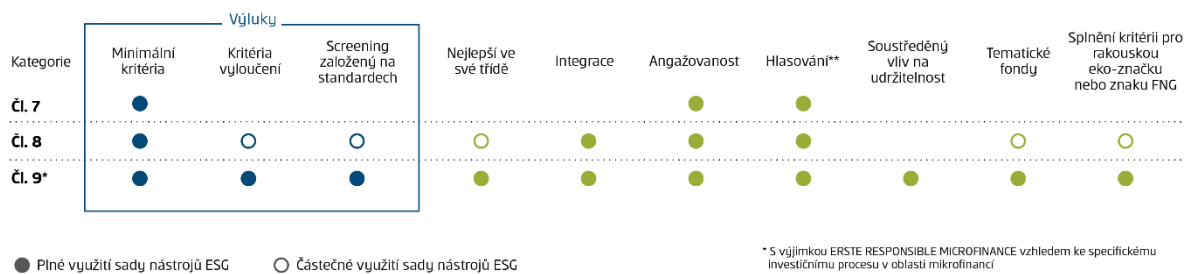 Výluky
Kategorie
Minimální
kritéria
Kritéria
vyloučení
Screening
založený na
standardech
Nejlepší ve
své třídě
Integrace
Angažovanost
Hlasování**
Soustředěný
vliv na
udržitelnost
Tematické
fondy
Splnění kritérií pro
rakouskou
eko-značku
nebo znaku FNG
Čl. 7
Čl. 8
Čl. 9*
Plné využití sady nástrojů ESG
Částečné využití sady nástrojů ESG
* S výjimkou ERSTE RESPONSIBLE MICROFINANCE vzhledem ke specifickému
investičnímu procesu v oblasti mikrofinancí